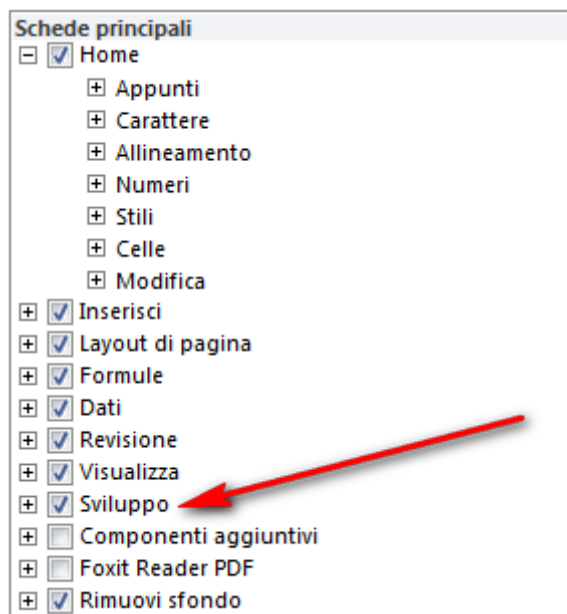 Schede principali
Home
Appunti
Carattere
Allineamento
Numeri
Stili
Celle
Modifica
Inserisci
Layout di pagina
Formule
Dati
Revisione
Visualizza
Sviluppo
Componenti aggiuntivi
Foxit Reader PDF
Rimuovi sfondo